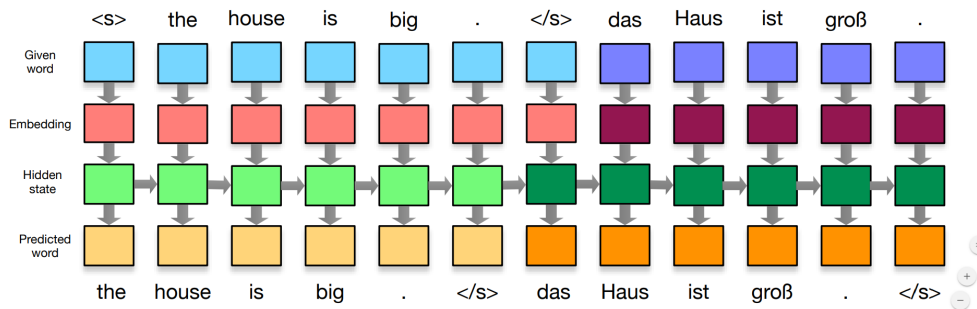 <s> the house is big . </s> das Haus ist groß .
Given
word
Embedding
Hidden
state
Predicted
word
the house is big . </s> das Haus ist groß . </s>